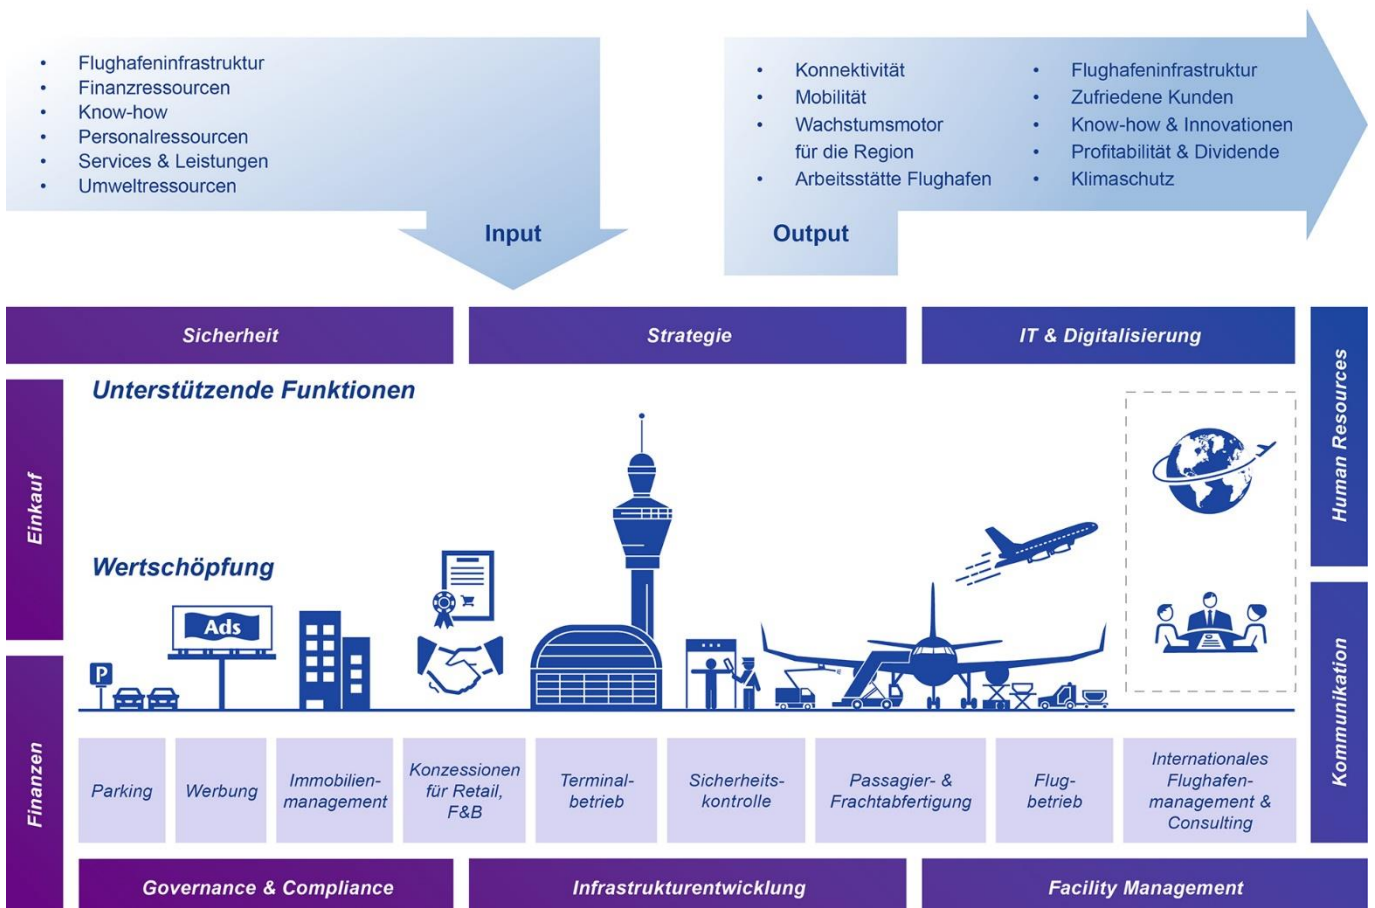 • Flughafeninfrastruktur
• Finanzressourcen
• Know-how
• Personalressourcen
• Services & Leistungen
• Umweltressourcen
Input
• Konnektivität
• Mobilität
• Wachstumsmotor
für die Region
• Arbeitsstätte Flughafen
• Flughafeninfrastruktur
• Zufriedene Kunden
• Know-how & Innovationen
• Profitabilität & Dividende
• Klimaschutz
Output
Sicherheit
Strategie
IT & Digitalisierung
Human Resources
Kommunikation
Einkauf
Finanzen
Unterstützende Funktionen
Wertschöpfung
P
Ads
Parking
Werbung
Immobilien-
management
Konzessionen
für Retail,
F&B
Terminal-
betrieb
Sicherheits-
kontrolle
Passagier- &
Frachtabfertigung
Flug-
betrieb
Internationales
Flughafen-
management &
Consulting
Governance & Compliance
Infrastrukturentwicklung
Facility Management